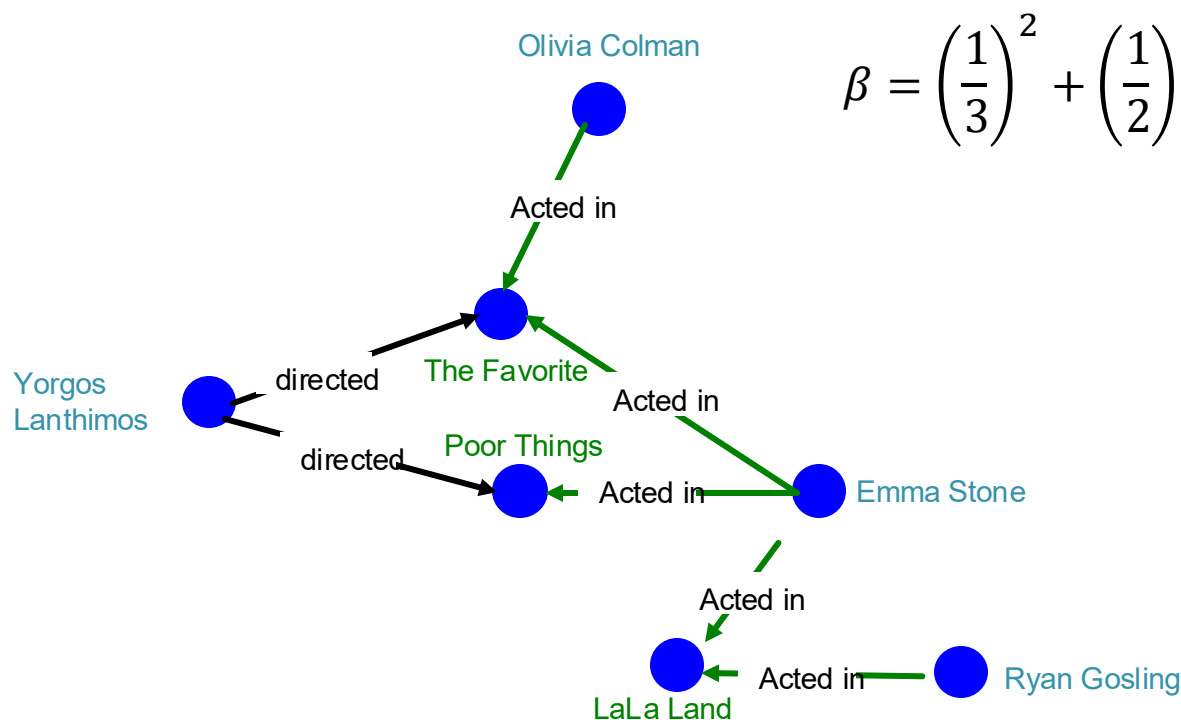 Olivia Colman
β = (1/3)² + (1/2)
Acted in
directed
The Favorite
Yorgos
Lanthimos
Acted in
Poor Things
directed
Acted in
Emma Stone
Acted in
Acted in
Ryan Gosling
LaLa Land